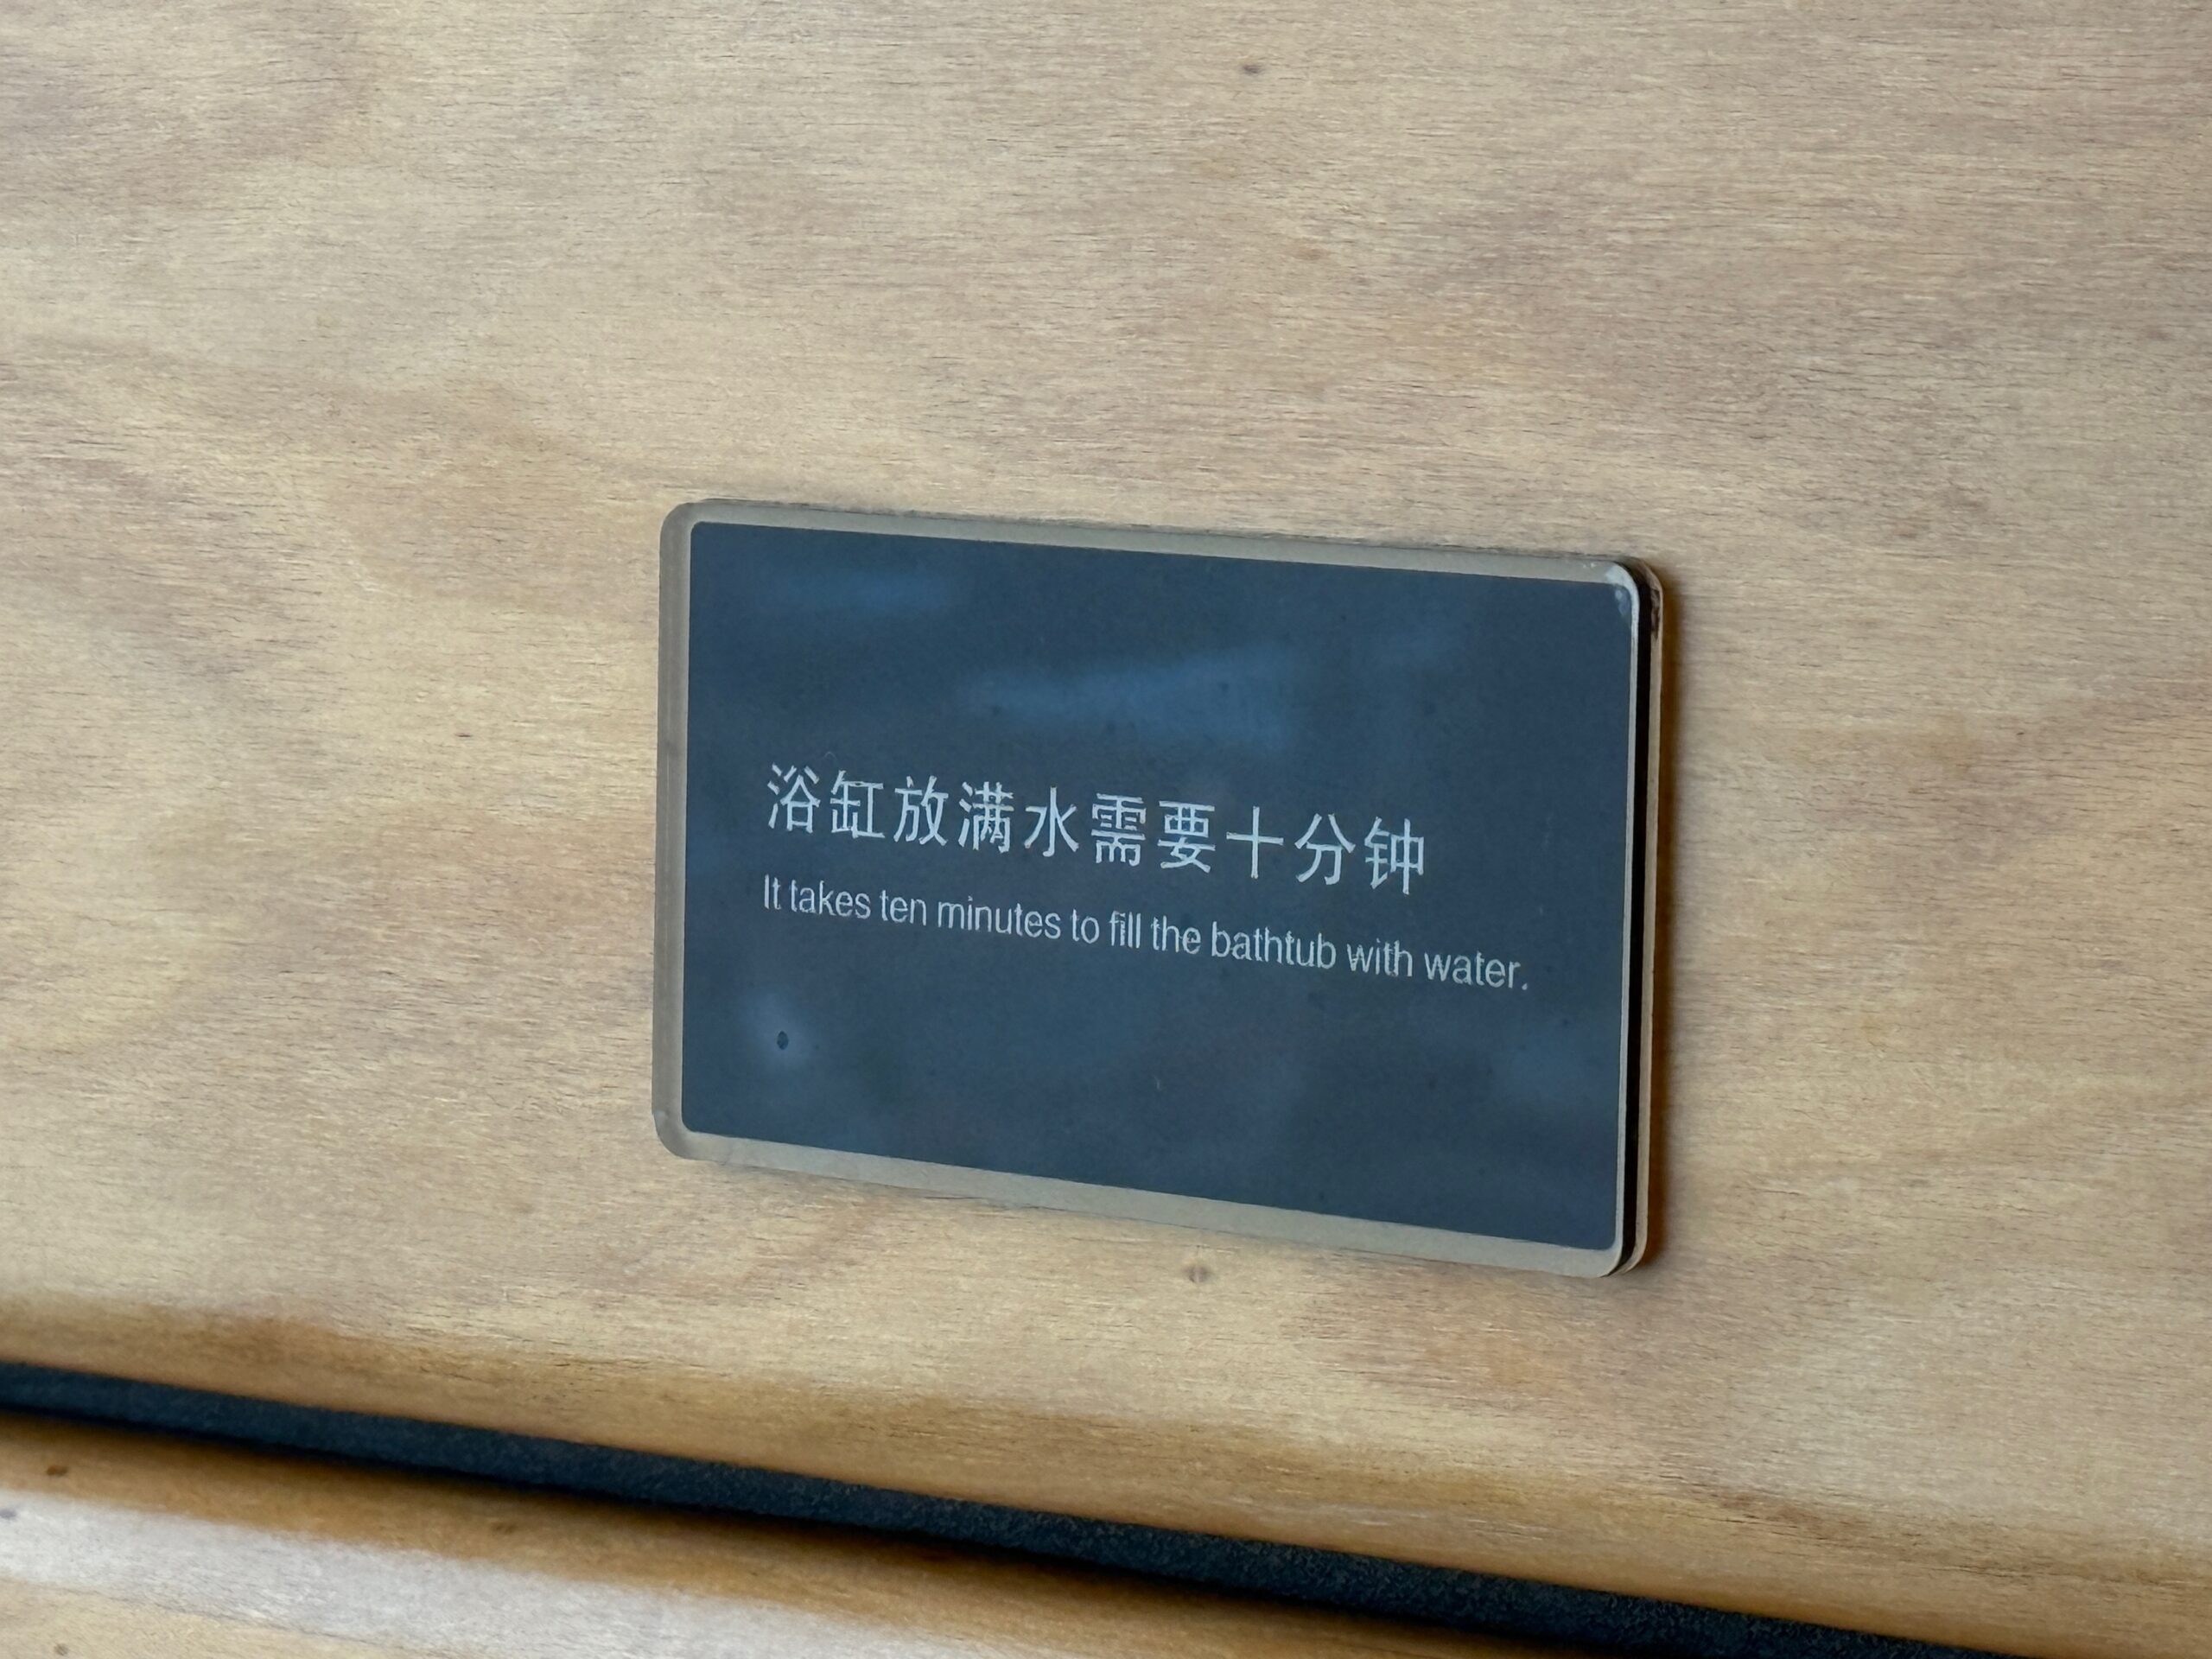 浴缸放满水需要十分钟
It takes ten minutes to fill the bathtub with water.